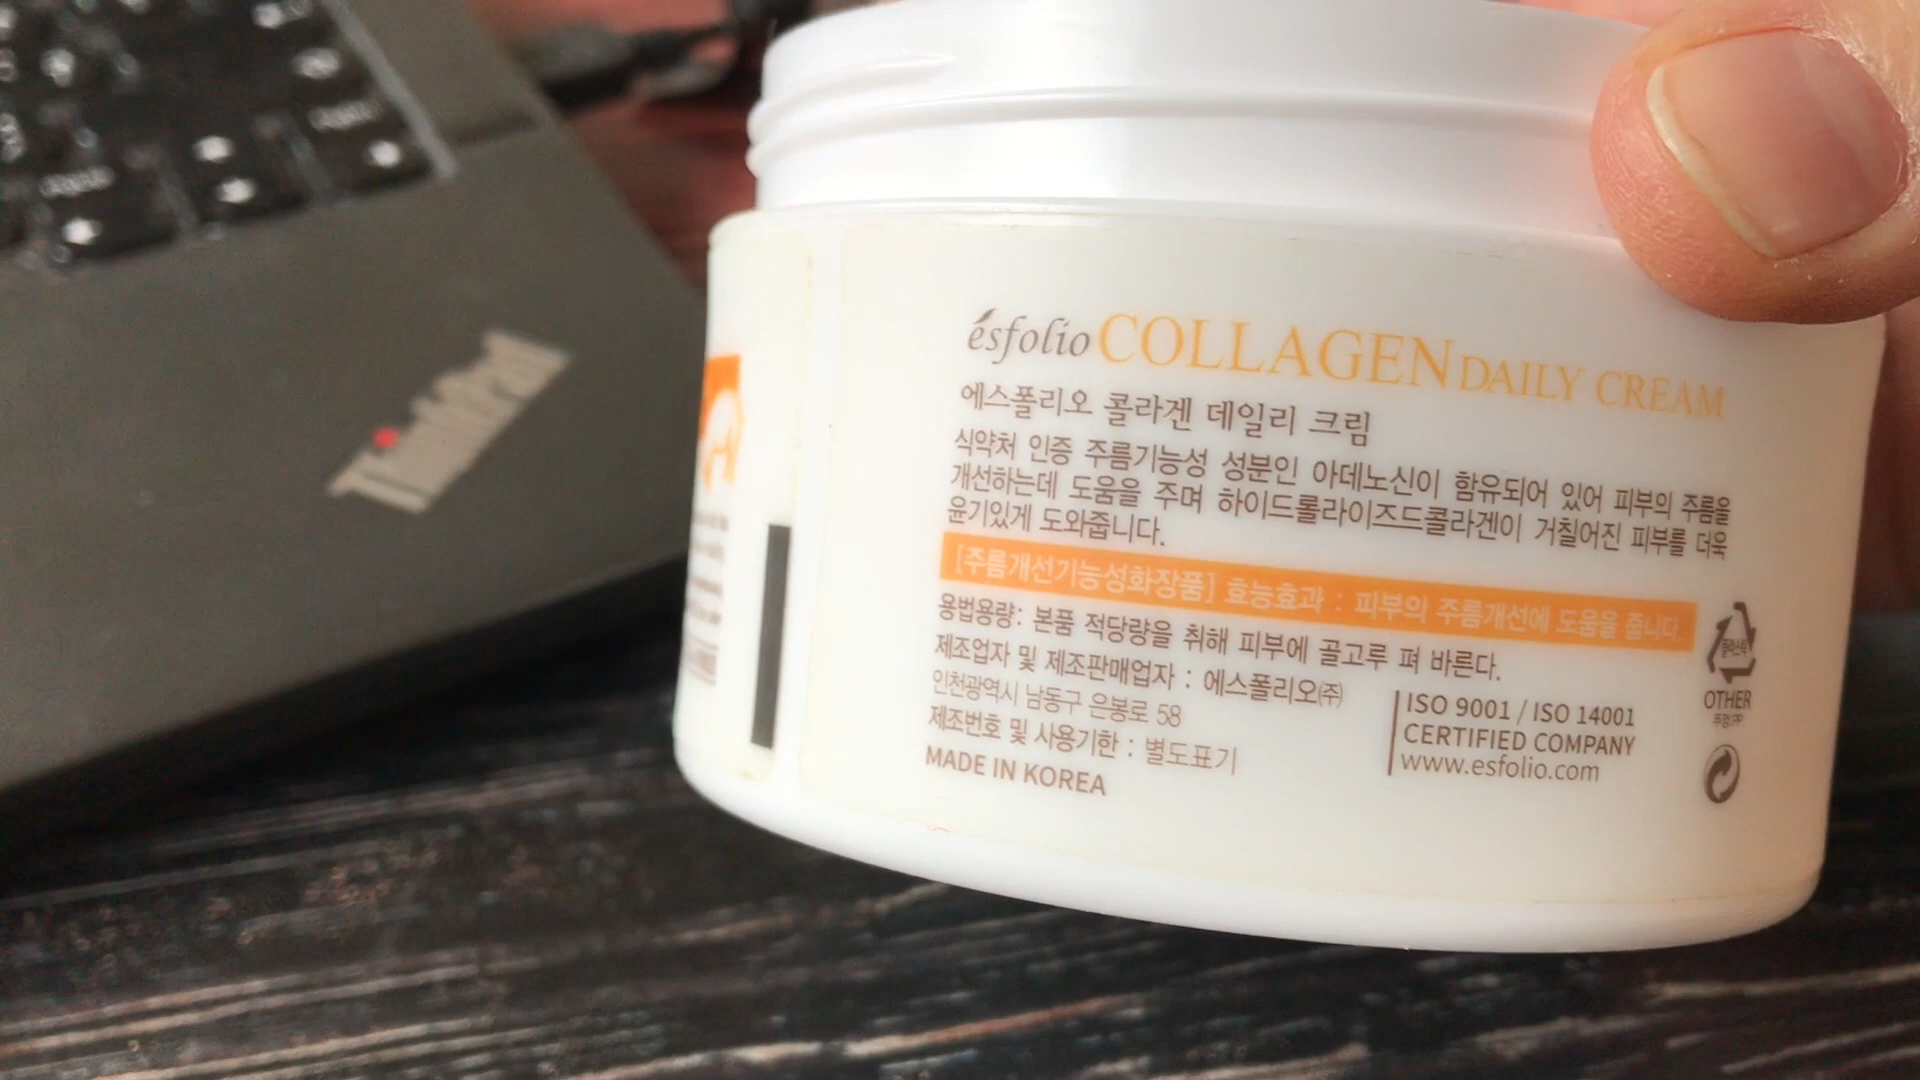 ThinkPad
ésfolio COLLAGEN DAILY CREAM
에스폴리오 콜라겐 데일리 크림
식약처 인증 주름기능성 성분인 아데노신이 함유되어 있어 피부의 주름을
개선하는데 도움을 주며 하이드롤라이즈드콜라겐이 거칠어진 피부를 더욱
윤기있게 도와줍니다.
[주름개선기능성화장품] 효능효과 : 피부의 주름개선에 도움을 줍니다.
용법용량: 본품 적당량을 취해 피부에 골고루 펴 바른다.
제조업자 및 제조판매업자 : 에스폴리오(주)
인천광역시 남동구 은봉로 58
제조번호 및 사용기한 : 별도표기
MADE IN KOREA
ISO 9001 / ISO 14001
CERTIFIED COMPANY
www.esfolio.com
플라스틱
OTHER